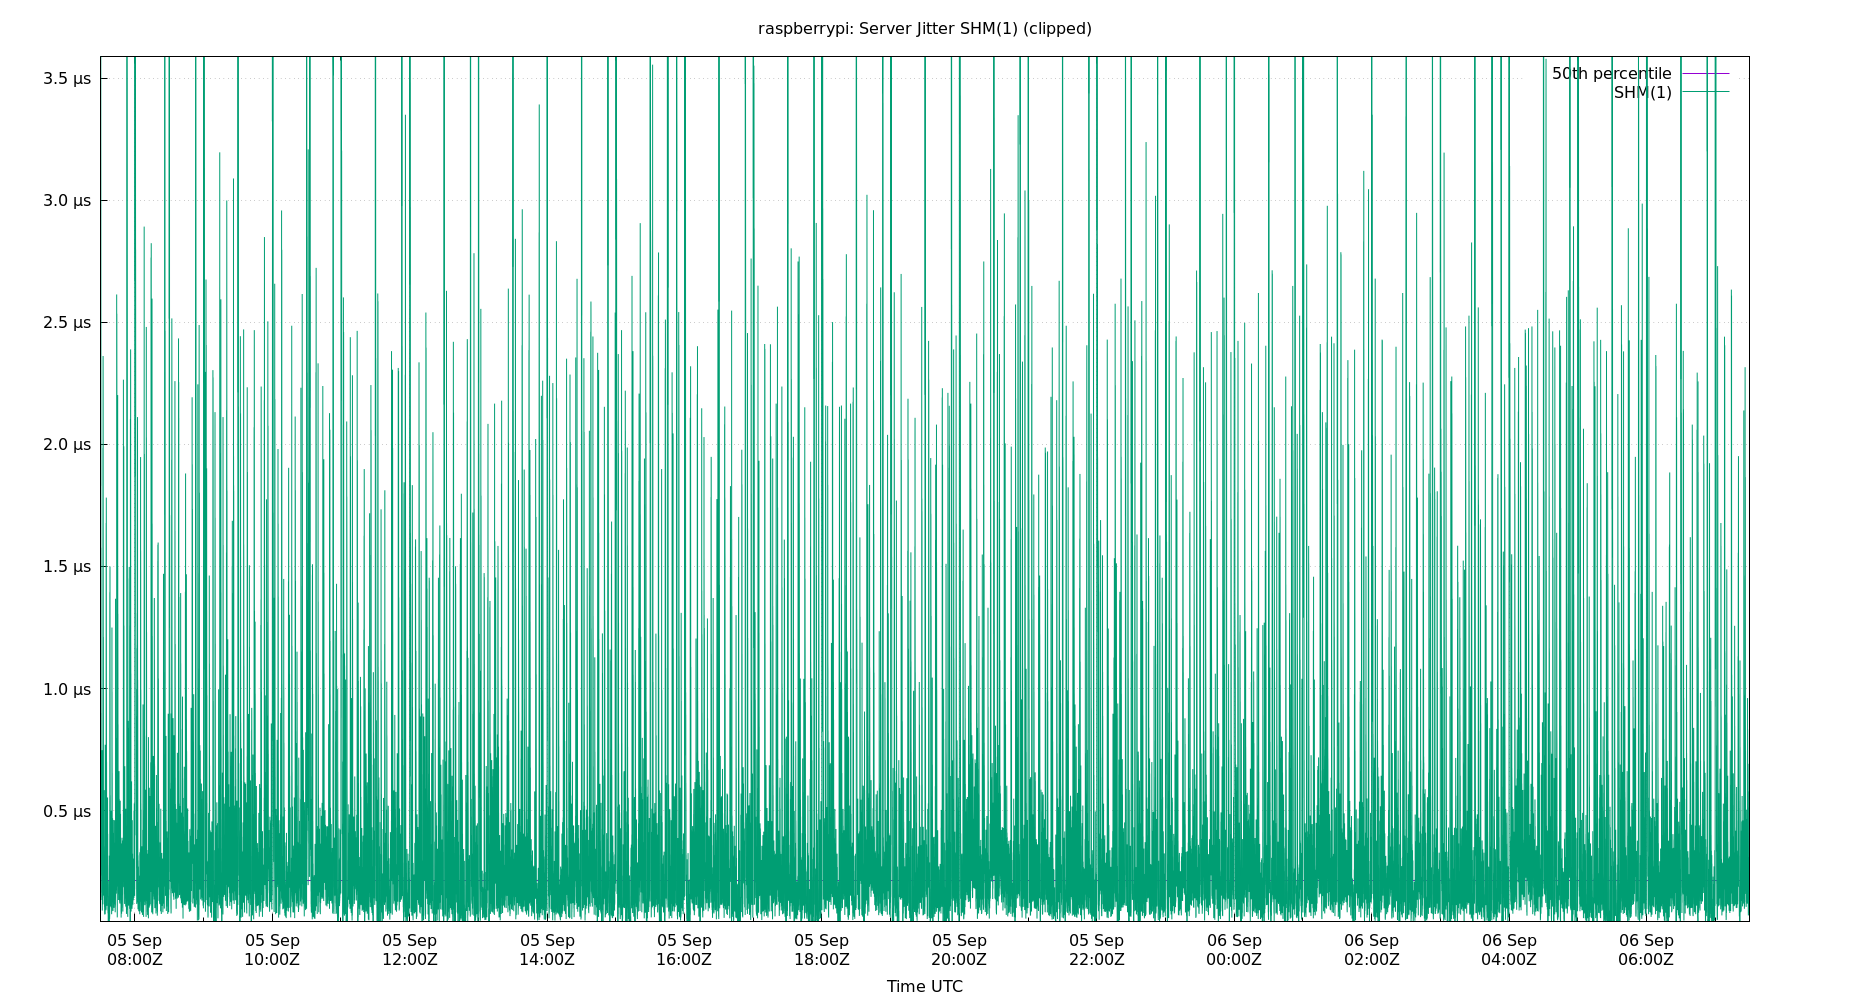 raspberrypi: Server Jitter SHM(1) (clipped)
3.5 µs
3.0 µs
2.5 µs
2.0 µs
1.5 µs
1.0 µs
0.5 µs
50th percentile
SHM(1)
05 Sep 05 Sep 05 Sep 05 Sep 05 Sep 05 Sep 05 Sep 05 Sep 06 Sep 06 Sep 06 Sep 06 Sep
08:00Z 10:00Z 12:00Z 14:00Z 16:00Z 18:00Z 20:00Z 22:00Z 00:00Z 02:00Z 04:00Z 06:00Z
Time UTC